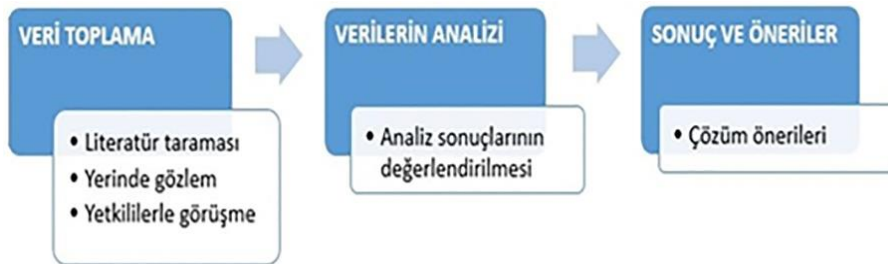 VERİ TOPLAMA
• Literatür taraması
• Yerinde gözlem
• Yetkililerle görüşme
VERİLERİN ANALİZİ
• Analiz sonuçlarının
değerlendirilmesi
SONUÇ VE ÖNERİLER
• Çözüm önerileri